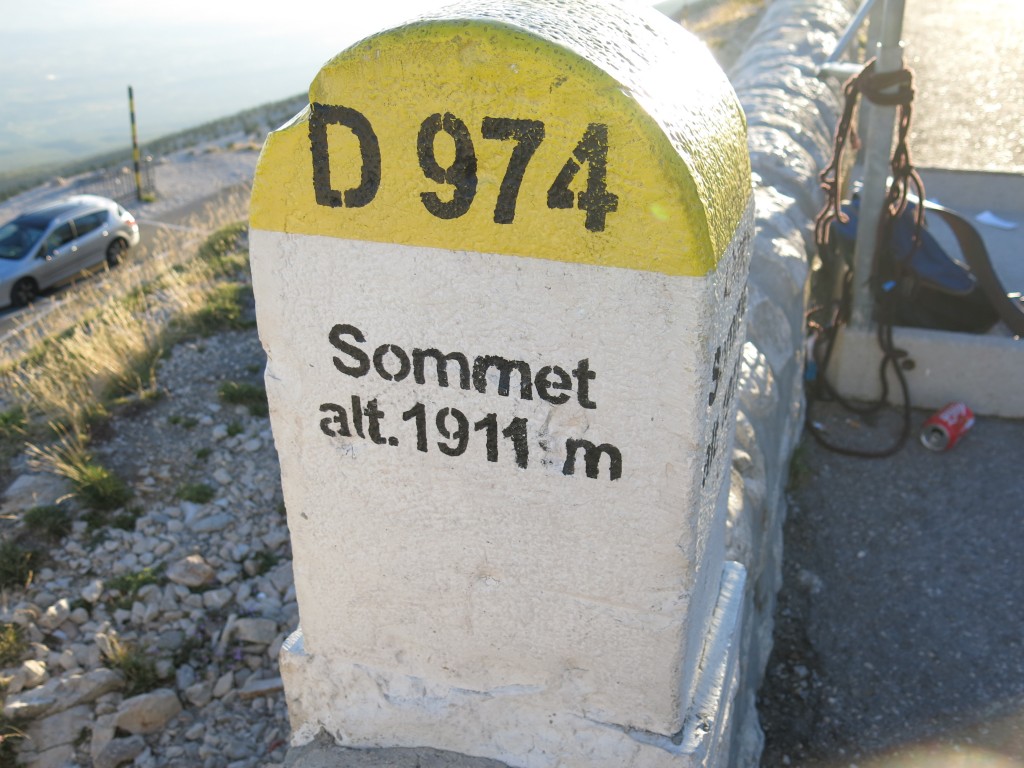 D 974
Sommet
alt. 1911 m